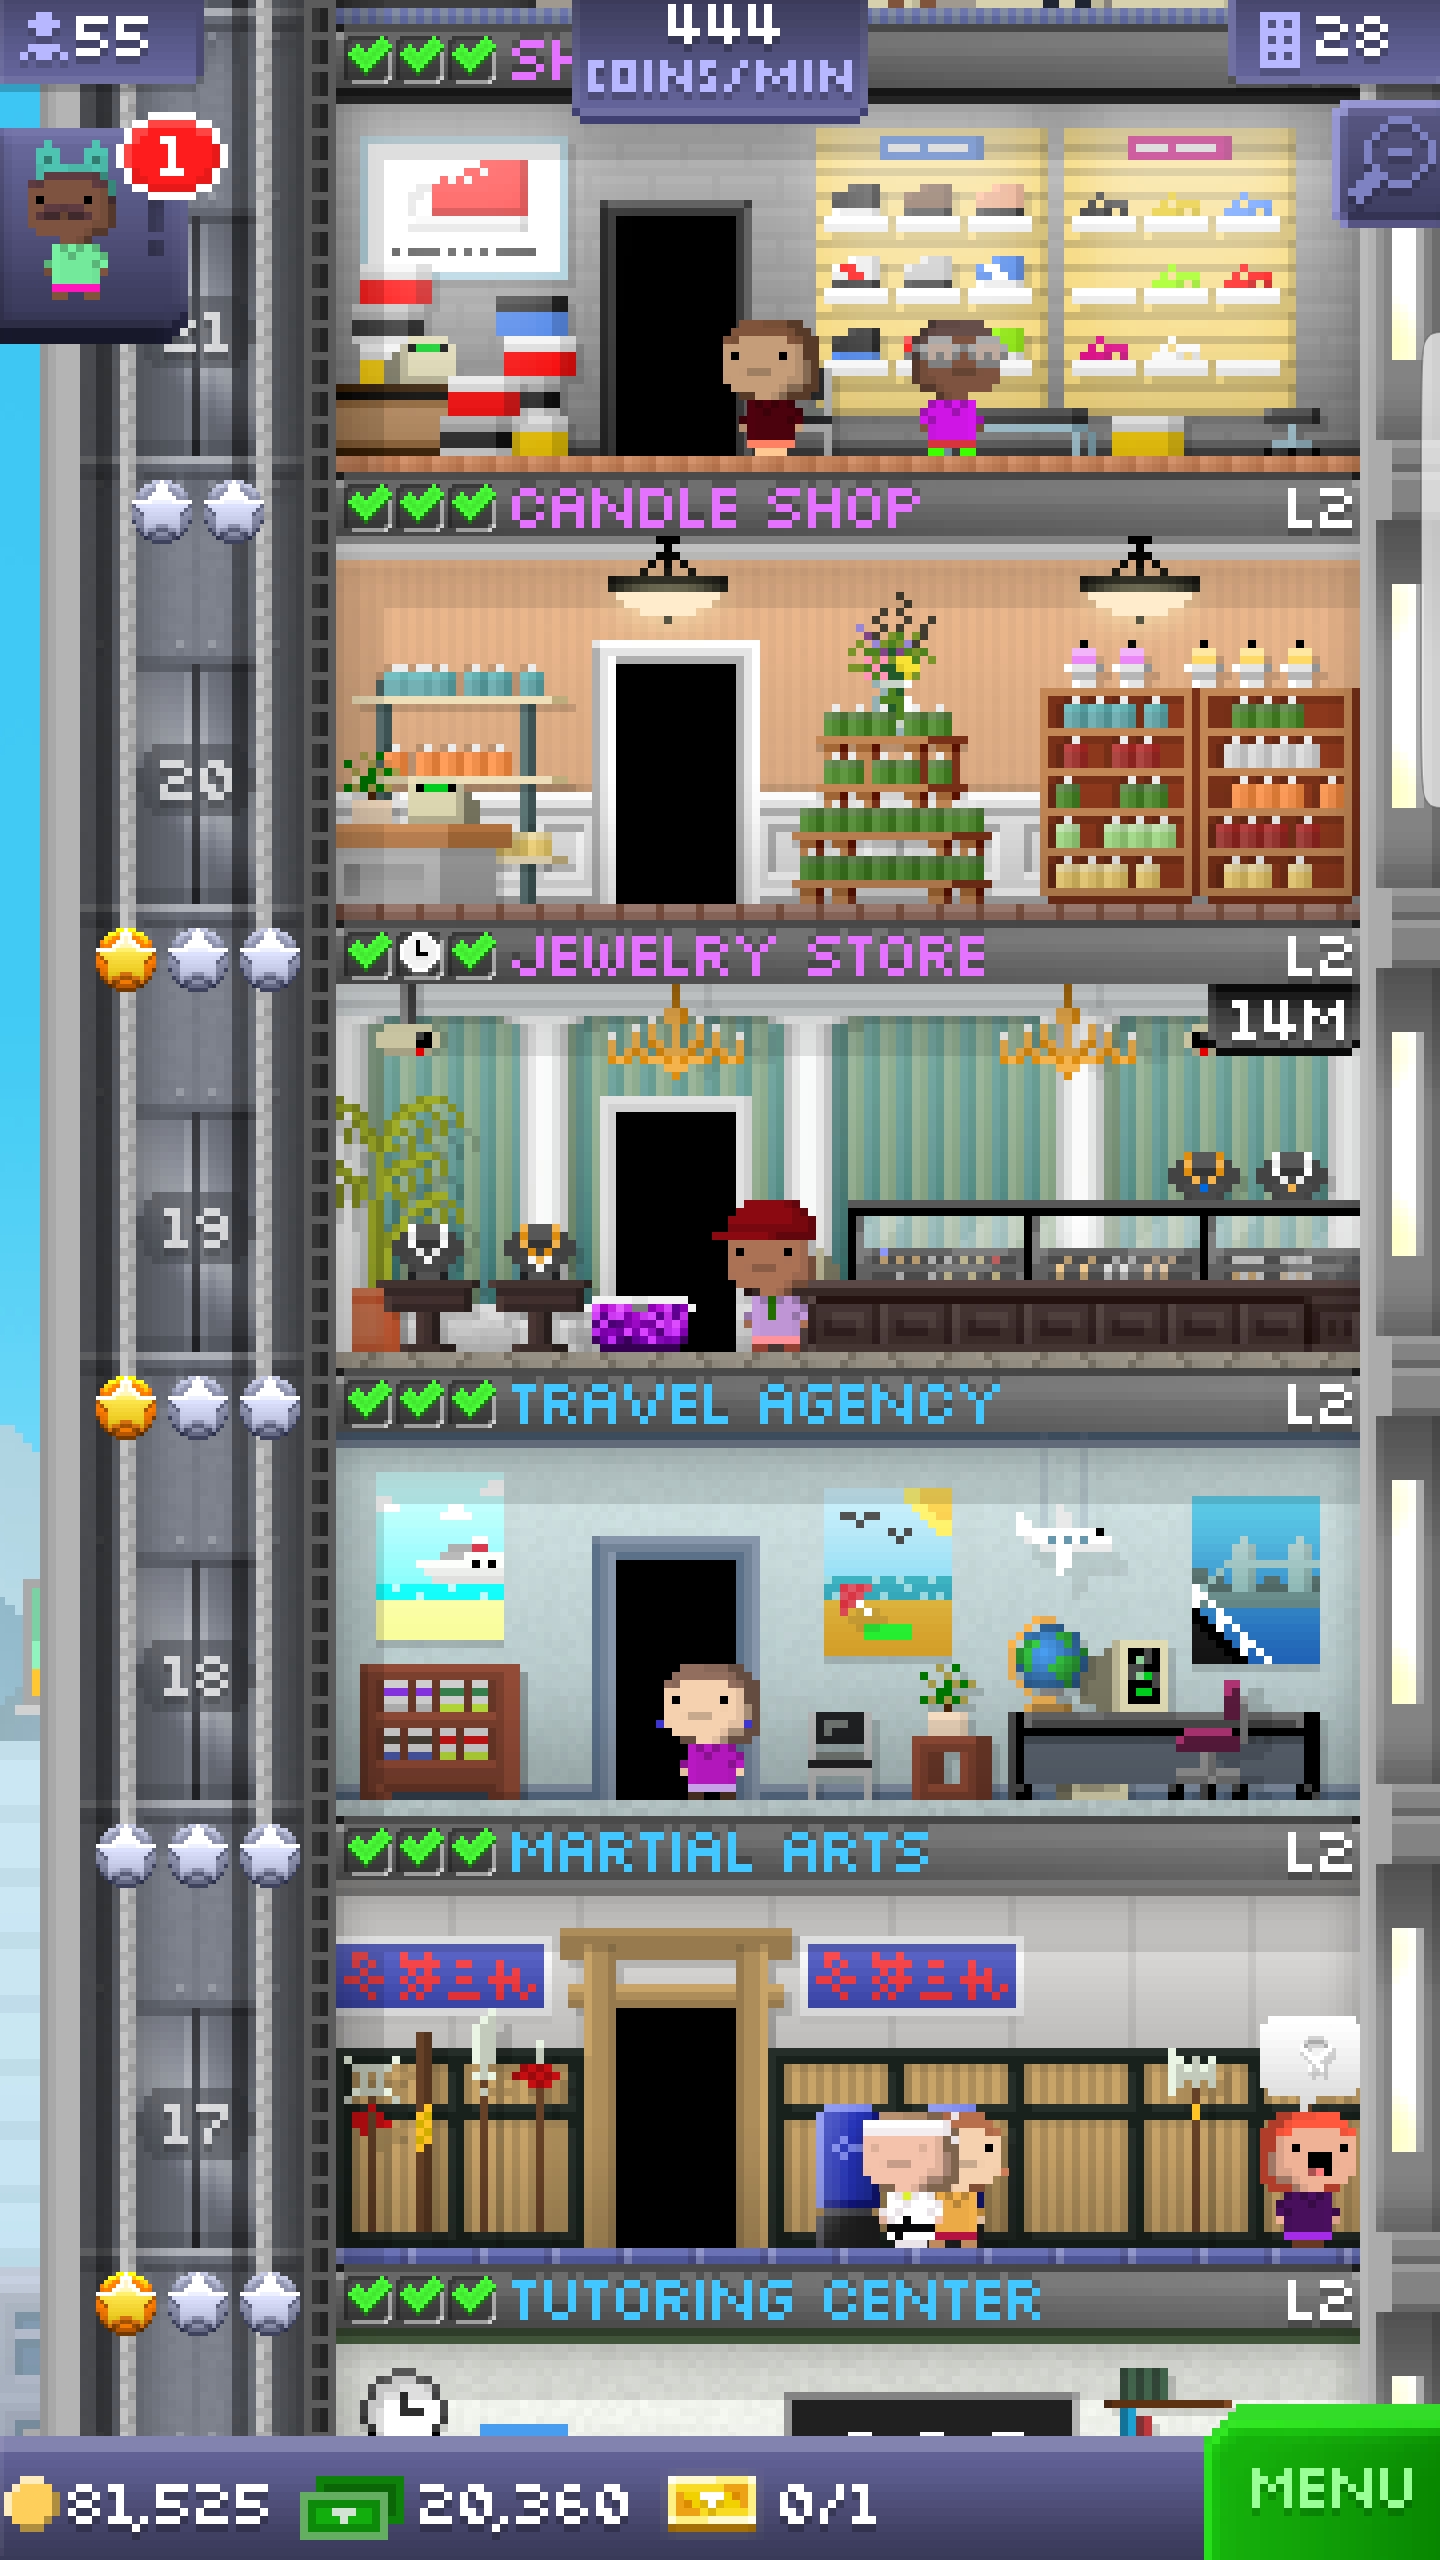 55
444
COINS/MIN
28
1
SH
21
CANDLE SHOP
L2
20
JEWELRY STORE
L2
14M
19
TRAVEL AGENCY
L2
18
MARTIAL ARTS
L2
17
TUTORING CENTER
L2
81,525
20,360
0/1
MENU